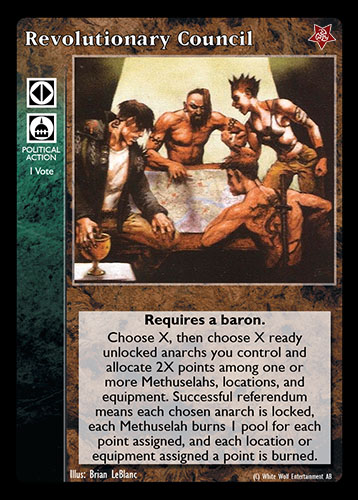 Revolutionary Council
POLITICAL
ACTION
1 Vote
Requires a baron.
Choose X, then choose X ready
unlocked anarchs you control and
allocate 2X points among one or
more Methuselahs, locations, and
equipment. Successful referendum
means each chosen anarch is locked,
each Methuselah burns 1 pool for each
point assigned, and each location or
equipment assigned a point is burned.
Illus: Brian LeBlanc
(C) White Wolf Entertainment AB